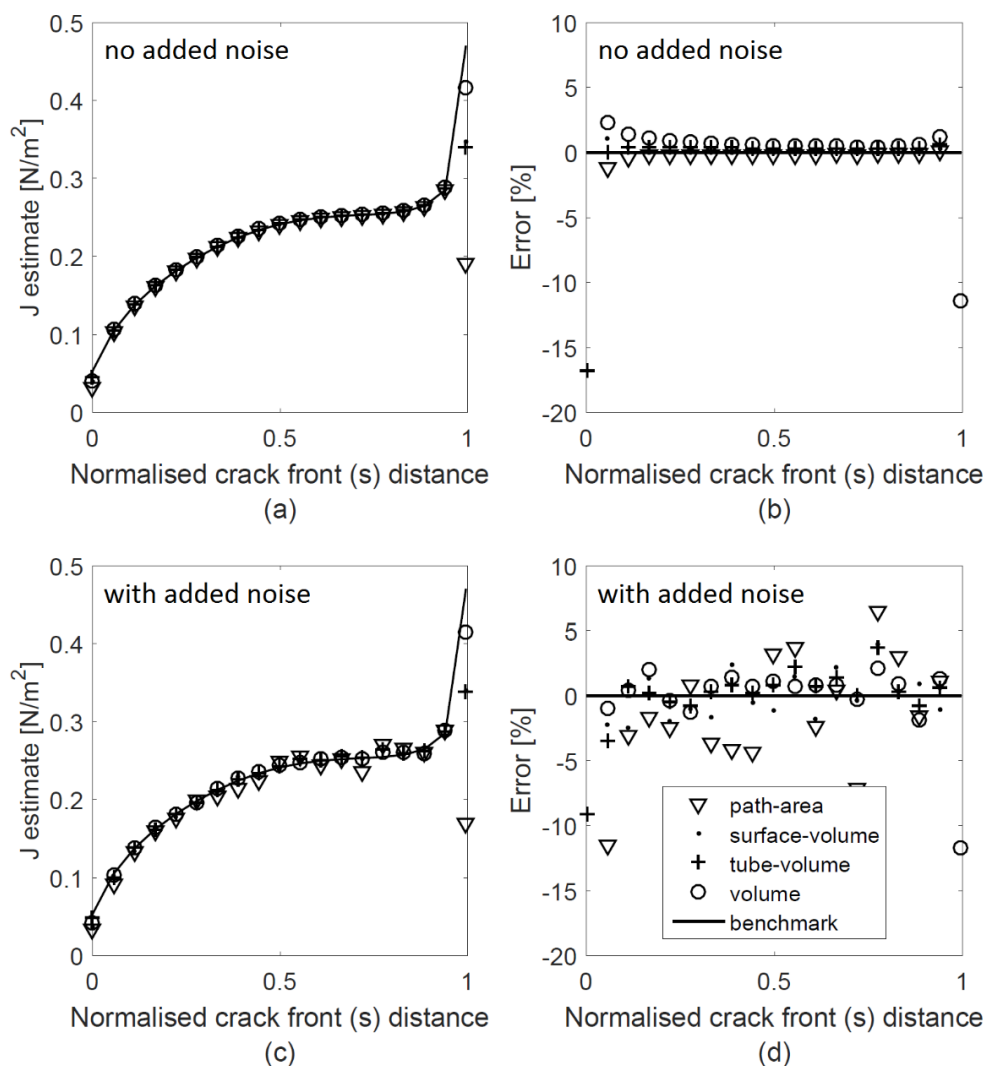 no added noise
J estimate [N/m²]
0.5
0.4
0.3
0.2
0.1
0
0
0.5
1
Normalised crack front (s) distance
(a)
no added noise
Error [%]
10
5
0
-5
-10
-15
-20
0
0.5
1
Normalised crack front (s) distance
(b)
with added noise
J estimate [N/m²]
0.5
0.4
0.3
0.2
0.1
0
0
0.5
1
Normalised crack front (s) distance
(c)
with added noise
Error [%]
10
5
0
-5
-10
-15
-20
path-area
surface-volume
tube-volume
volume
benchmark
0
0.5
1
Normalised crack front (s) distance
(d)